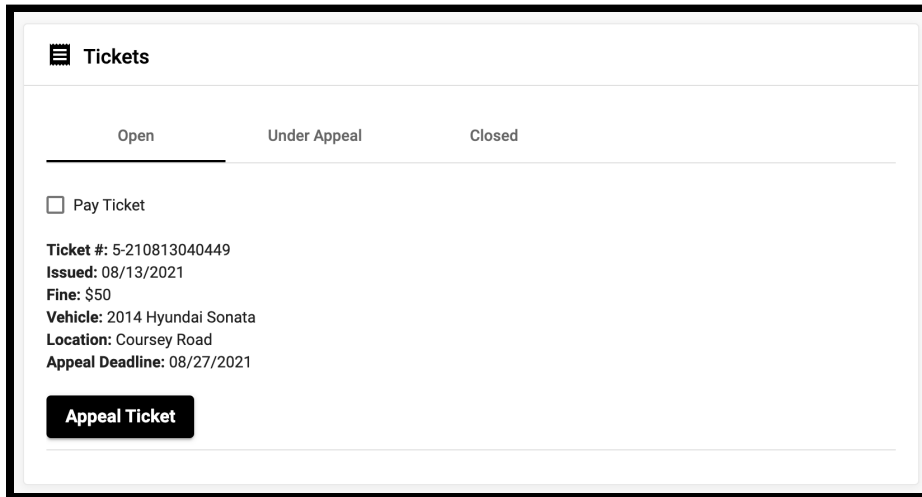 Tickets
Open Under Appeal Closed
Pay Ticket
Ticket #: 5-210813040449
Issued: 08/13/2021
Fine: $50
Vehicle: 2014 Hyundai Sonata
Location: Coursey Road
Appeal Deadline: 08/27/2021
Appeal Ticket